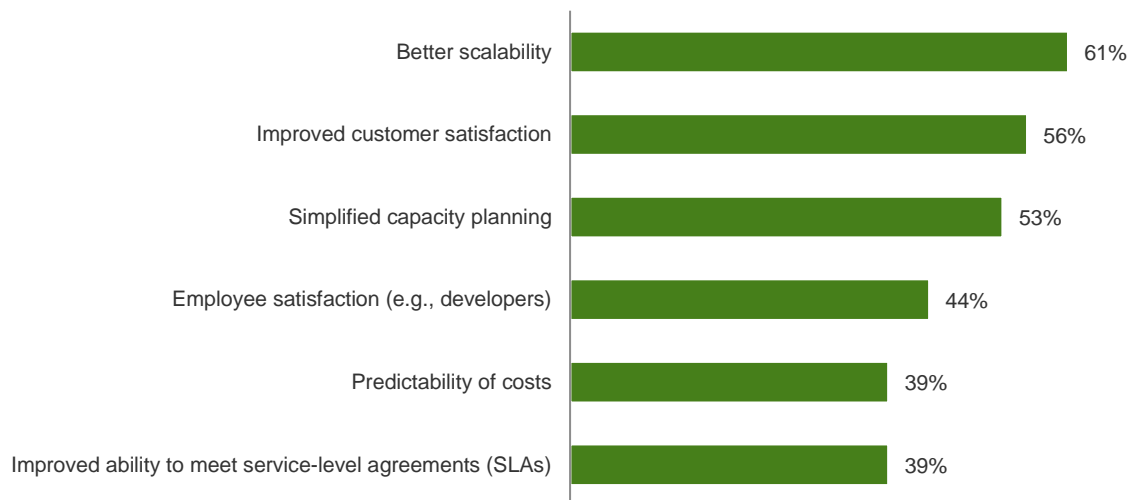 Better scalability 61%
Improved customer satisfaction 56%
Simplified capacity planning 53%
Employee satisfaction (e.g., developers) 44%
Predictability of costs 39%
Improved ability to meet service-level agreements (SLAs) 39%